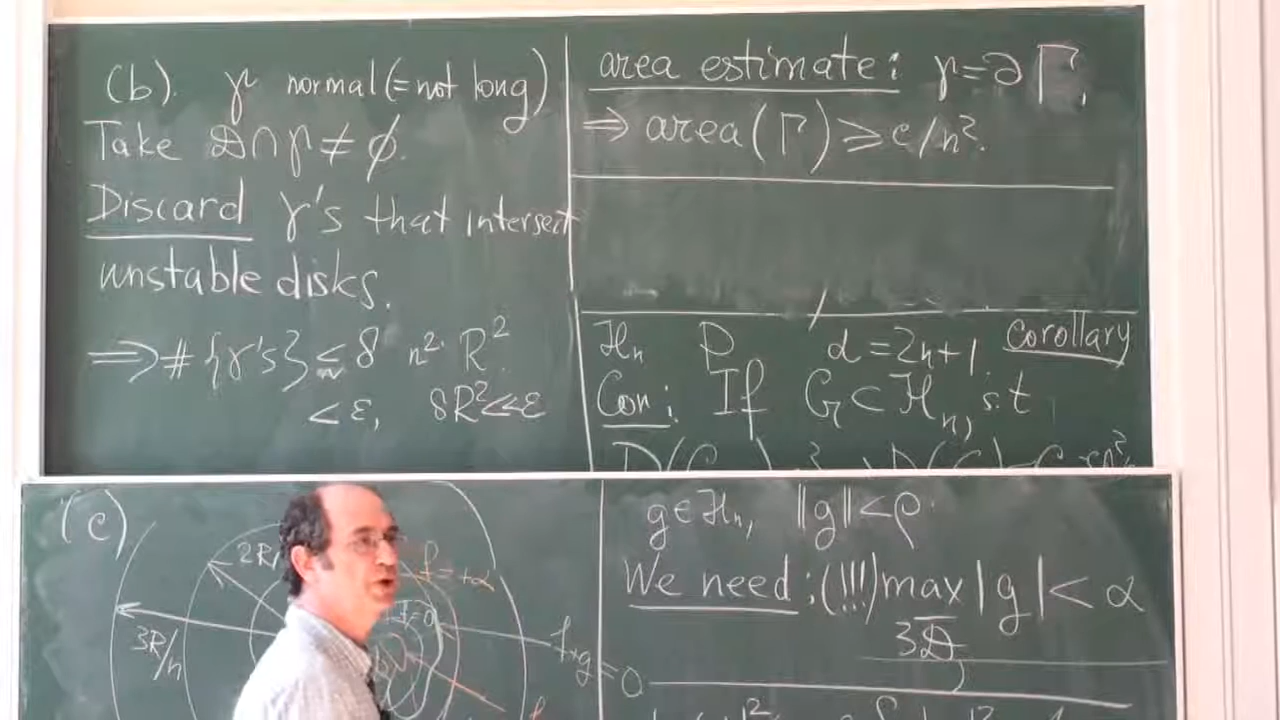 (b). γ normal (= not long)
Take 𝒟 ∩ γ ≠ ∅.
Discard γ's that intersect
unstable disks.
⟹ # {γ's} ≲ δ n² R²
< ε, δR² ≪ ε
area estimate: γ = ∂Γ,
⟹ area(Γ) ≥ c/n².
ℋn P d = 2n+1. Corollary
Con: If G ⊂ ℋn, s.t
(c)
2R/
f = +α
f = 0
3R/n
f+g=0
g ∈ ℋn, ‖g‖ < ρ.
We need: (!!!) max |g| < α
3𝒟